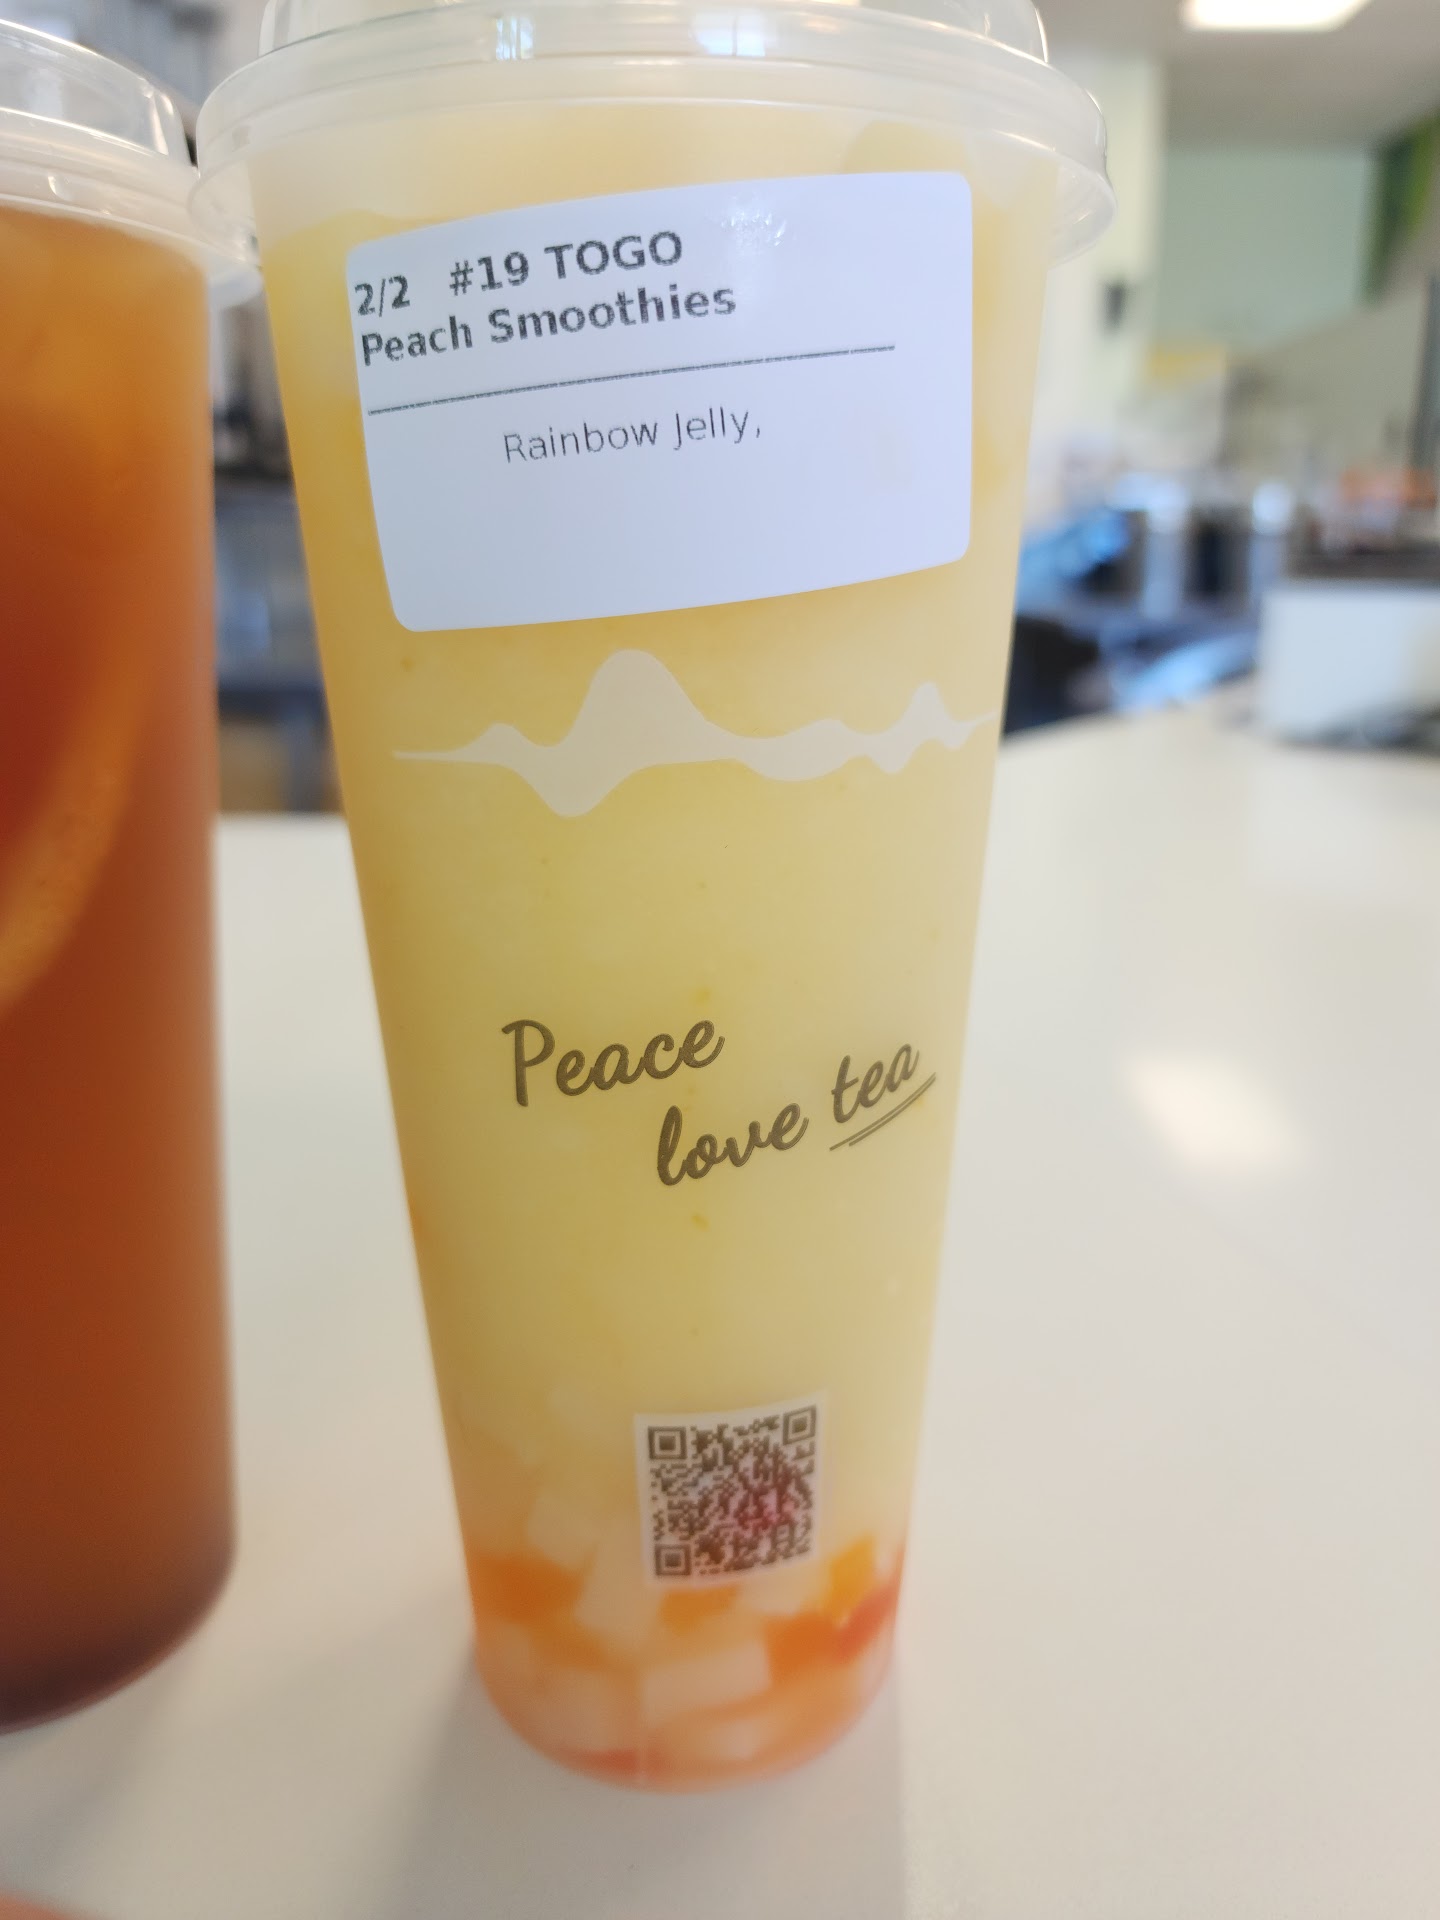 2/2 #19 TOGO
Peach Smoothies
Rainbow Jelly,
Peace
love tea